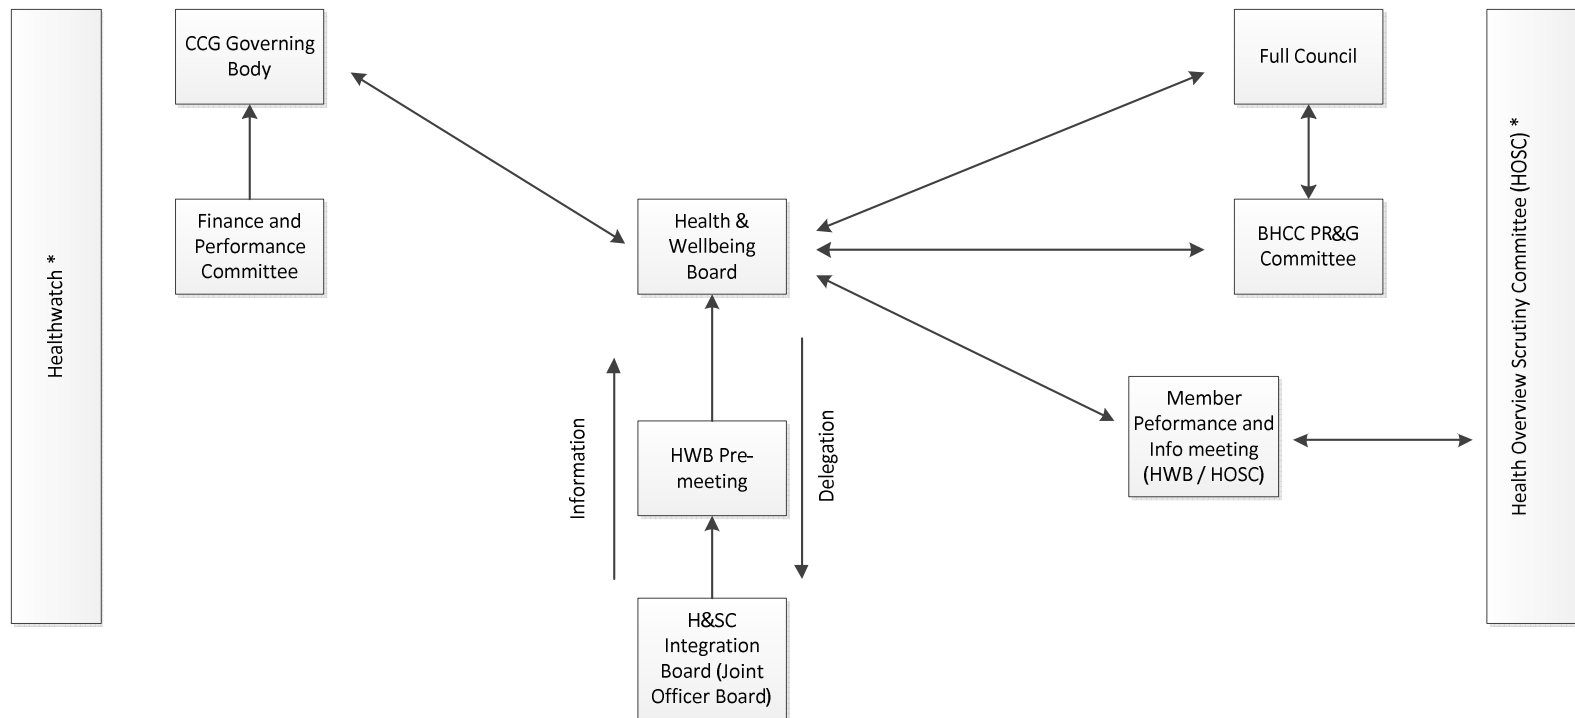 Healthwatch *
CCG Governing
Body
Finance and
Performance
Committee
Health &
Wellbeing
Board
Information
HWB Pre-
meeting
Delegation
H&SC
Integration
Board (Joint
Officer Board)
Full Council
BHCC PR&G
Committee
Member
Peformance and
Info meeting
(HWB / HOSC)
Health Overview Scrutiny Committee (HOSC) *